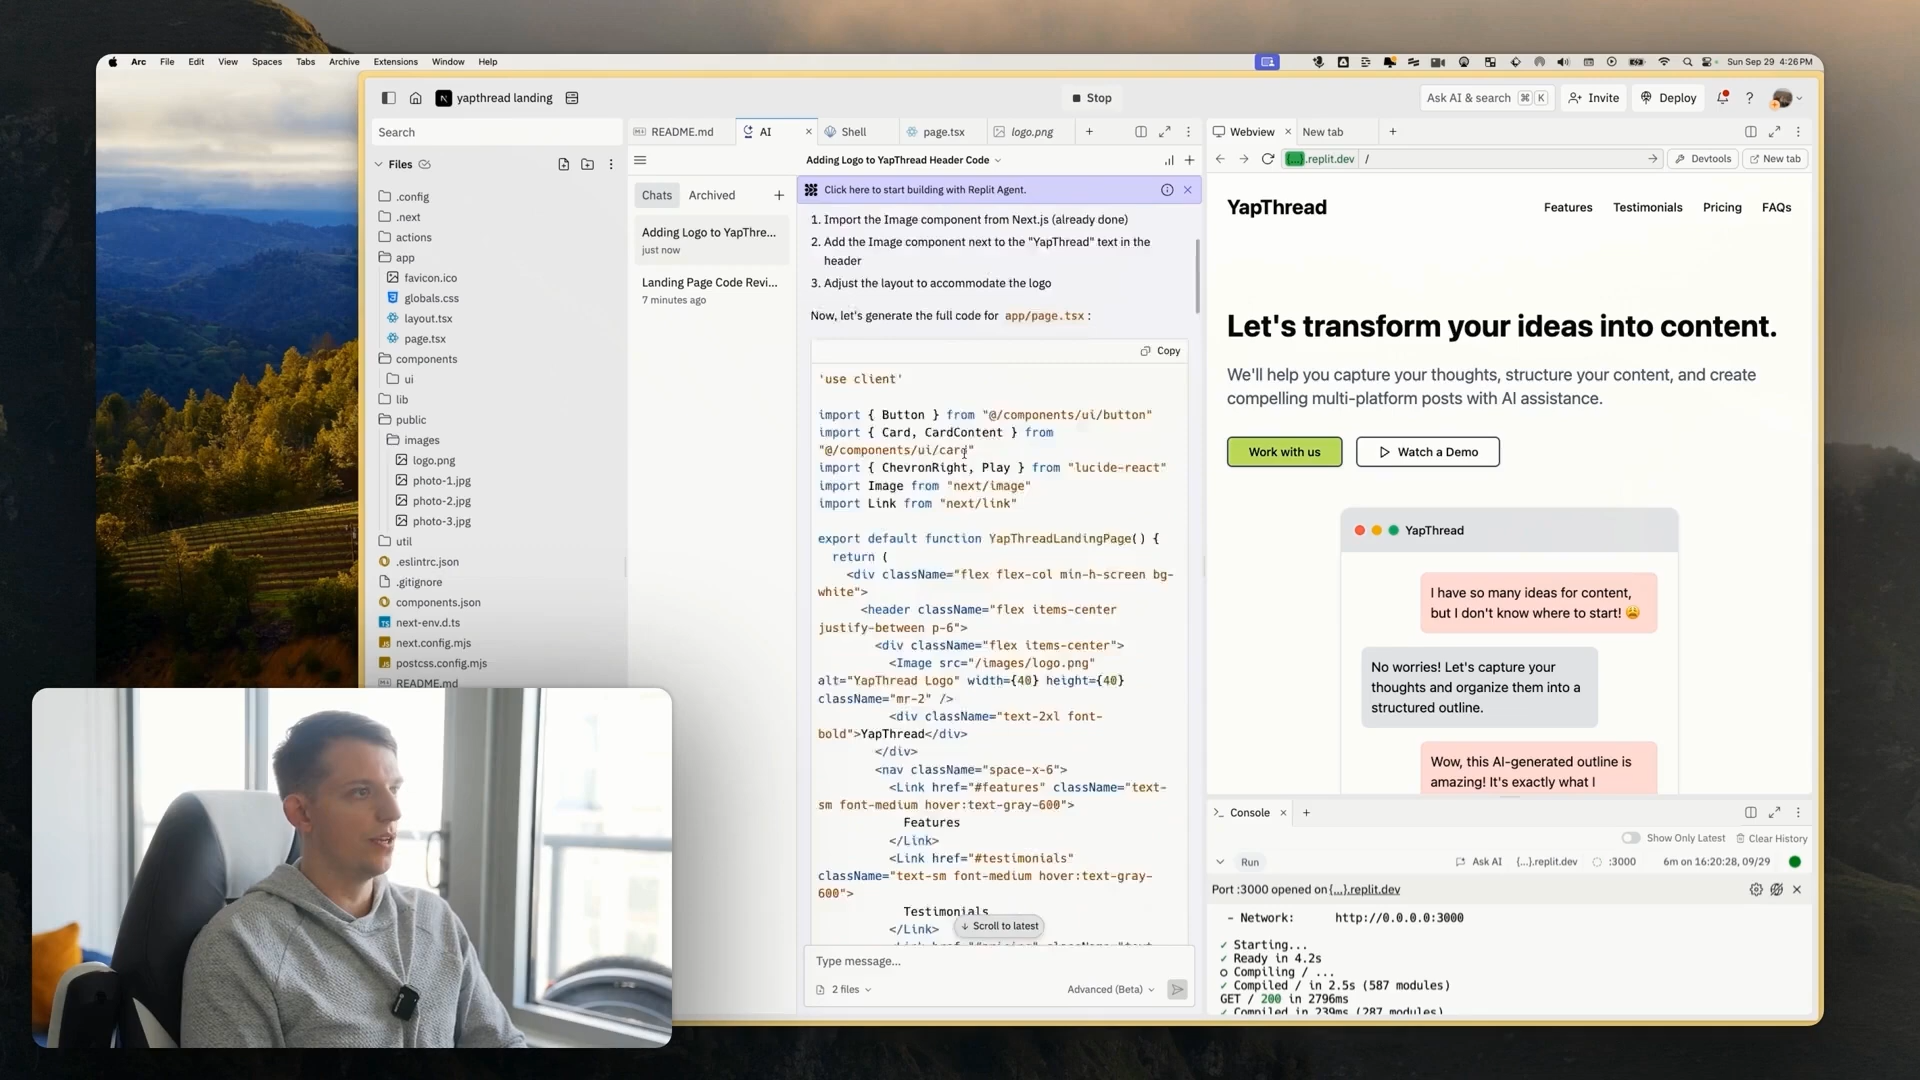 Arc File Edit View Spaces Tabs Archive Extensions Window Help
Sun Sep 29 4:26 PM
yapthread landing
Stop
Ask AI & search ⌘ K
Invite
Deploy
?
Search
Files
.config
.next
actions
app
favicon.ico
globals.css
layout.tsx
page.tsx
components
ui
lib
public
images
logo.png
photo-1.jpg
photo-2.jpg
photo-3.jpg
util
.eslintrc.json
.gitignore
components.json
next-env.d.ts
next.config.mjs
postcss.config.mjs
README.md
README.md
AI
Shell
page.tsx
logo.png
Adding Logo to YapThread Header Code
Chats Archived
Adding Logo to YapThre...
just now
Landing Page Code Revi...
7 minutes ago
Click here to start building with Replit Agent.
1. Import the Image component from Next.js (already done)
2. Add the Image component next to the "YapThread" text in the
header
3. Adjust the layout to accommodate the logo
Now, let's generate the full code for app/page.tsx :
Copy
'use client'
import { Button } from "@/components/ui/button"
import { Card, CardContent } from
"@/components/ui/card"
import { ChevronRight, Play } from "lucide-react"
import Image from "next/image"
import Link from "next/link"
export default function YapThreadLandingPage() {
return (
<div className="flex flex-col min-h-screen bg-
white">
<header className="flex items-center
justify-between p-6">
<div className="flex items-center">
<Image src="/images/logo.png"
alt="YapThread Logo" width={40} height={40}
className="mr-2" />
<div className="text-2xl font-
bold">YapThread</div>
</div>
<nav className="space-x-6">
<Link href="#features" className="text-
sm font-medium hover:text-gray-600">
Features
</Link>
<Link href="#testimonials"
className="text-sm font-medium hover:text-gray-
600">
Testimonials
</Link>
Scroll to latest
Type message...
2 files
Advanced (Beta)
Webview
New tab
{...}.replit.dev /
Devtools
New tab
YapThread
Features Testimonials Pricing FAQs
Let's transform your ideas into content.
We'll help you capture your thoughts, structure your content, and create
compelling multi-platform posts with AI assistance.
Work with us
Watch a Demo
YapThread
I have so many ideas for content,
but I don't know where to start! 😩
No worries! Let's capture your
thoughts and organize them into a
structured outline.
Wow, this AI-generated outline is
amazing! It's exactly what I
Console
Show Only Latest
Clear History
Run
Ask AI
{...}.replit.dev
:3000
6m on 16:20:28, 09/29
Port :3000 opened on {...}.replit.dev
- Network: http://0.0.0.0:3000
✓ Starting...
✓ Ready in 4.2s
○ Compiling / ...
✓ Compiled / in 2.5s (587 modules)
GET / 200 in 2796ms
✓ Compiled in 239ms (287 modules)